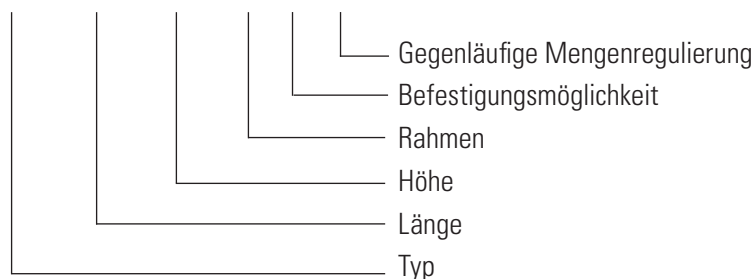 Gegenläufige Mengenregulierung
Befestigungsmöglichkeit
Rahmen
Höhe
Länge
Typ